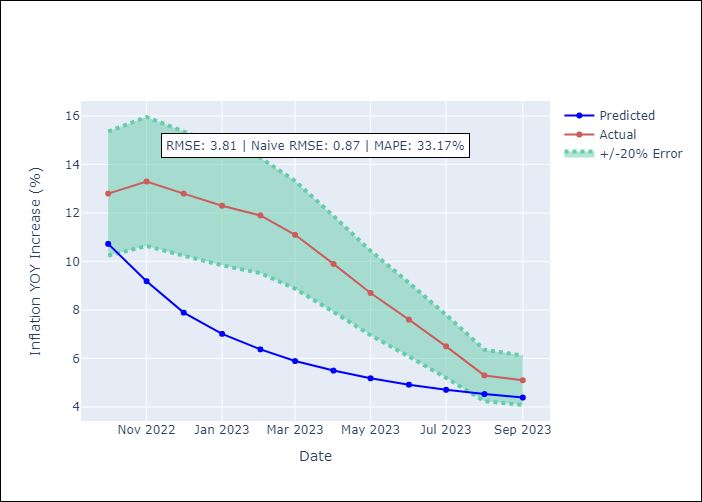 16
14
12
10
8
6
4
Inflation YOY Increase (%)
RMSE: 3.81 | Naive RMSE: 0.87 | MAPE: 33.17%
Predicted
Actual
+/-20% Error
Nov 2022
Jan 2023
Mar 2023
May 2023
Jul 2023
Sep 2023
Date